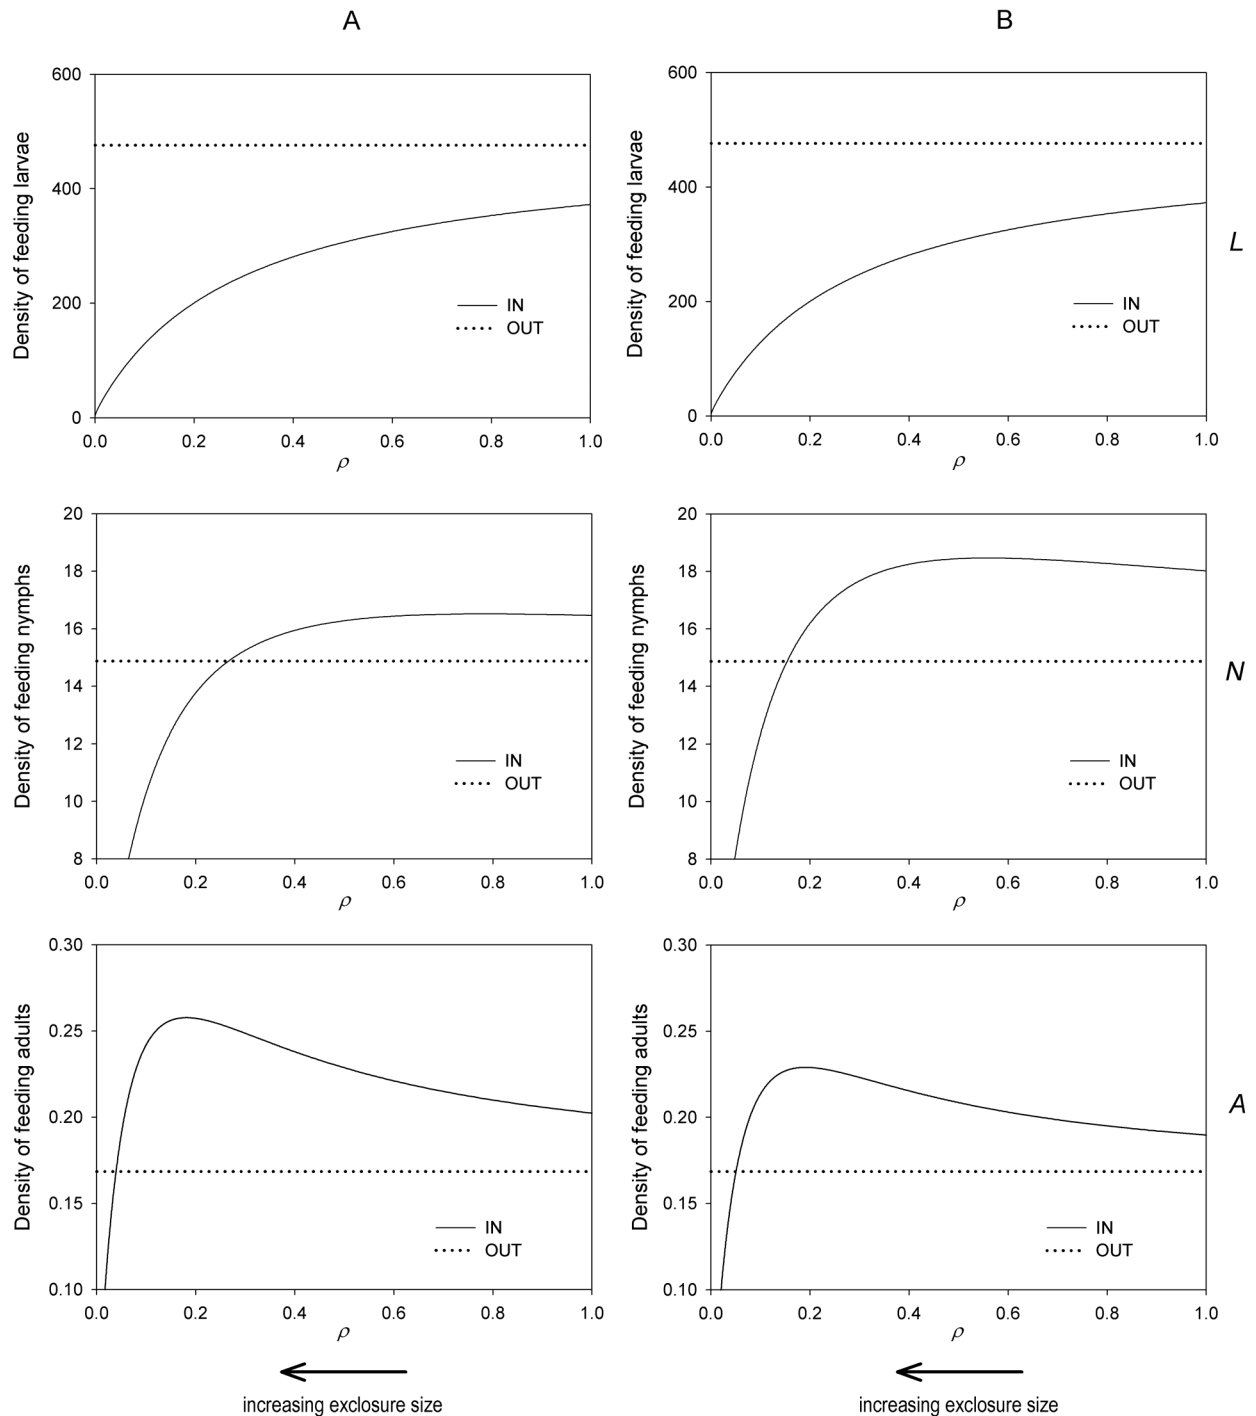 A
B
600
400
200
0
Density of feeding larvae
IN
OUT
0.0 0.2 0.4 0.6 0.8 1.0
ρ
600
400
200
0
Density of feeding larvae
IN
OUT
0.0 0.2 0.4 0.6 0.8 1.0
ρ
L
20
18
16
14
12
10
8
Density of feeding nymphs
IN
OUT
0.0 0.2 0.4 0.6 0.8 1.0
ρ
20
18
16
14
12
10
8
Density of feeding nymphs
IN
OUT
0.0 0.2 0.4 0.6 0.8 1.0
ρ
N
0.30
0.25
0.20
0.15
0.10
Density of feeding adults
IN
OUT
0.0 0.2 0.4 0.6 0.8 1.0
ρ
0.30
0.25
0.20
0.15
0.10
Density of feeding adults
IN
OUT
0.0 0.2 0.4 0.6 0.8 1.0
ρ
A
increasing exclosure size
increasing exclosure size